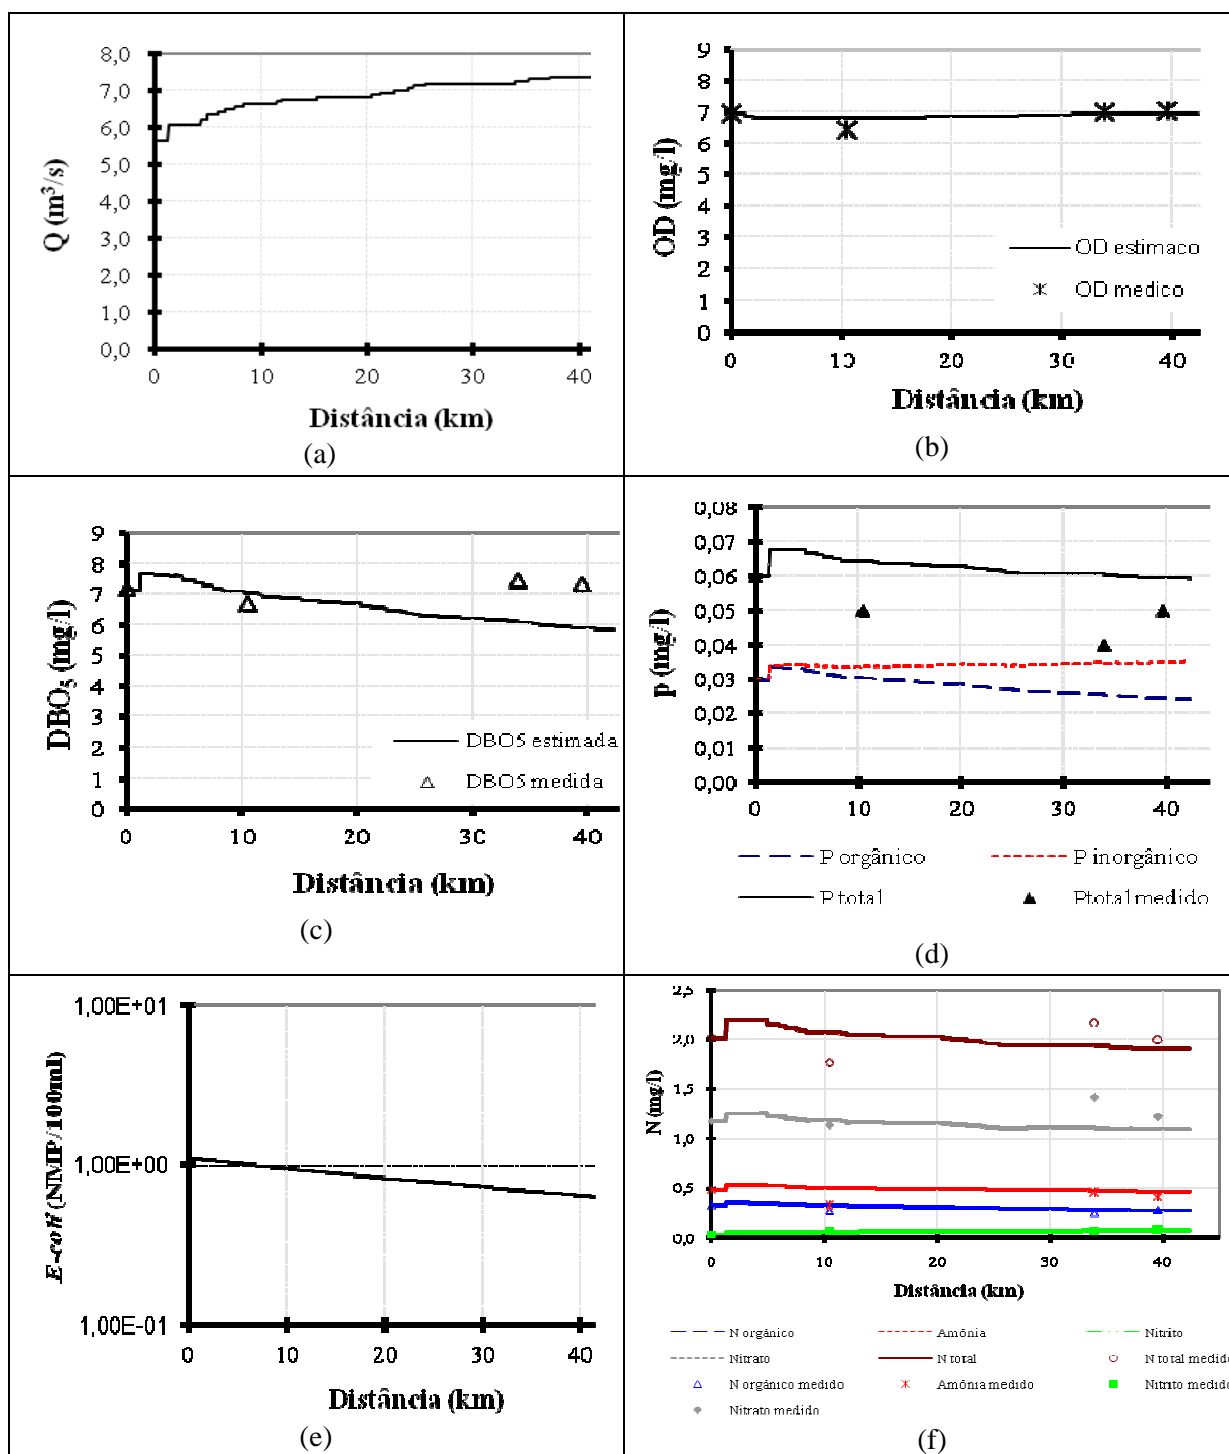 8,0
7,0
6,0
5,0
4,0
3,0
2,0
1,0
0,0
Q (m³/s)
0 10 20 30 40
Distância (km)
(a)
9
8
7
6
5
4
3
2
1
0
OD (mg/l)
OD estimaco
OD medico
0 10 20 30 40
Distância (km)
(b)
9
8
7
6
5
4
3
2
1
0
DBO₅ (mg/l)
DBO5 estimada
DBO5 medida
0 10 20 30 40
Distância (km)
(c)
0,08
0,07
0,06
0,05
0,04
0,03
0,02
0,01
0,00
p (mg/l)
0 10 20 30 40
P orgânico P inorgânico
P total Ptotal medido
(d)
1,00E+01
1,00E+00
1,00E-01
E-coli (NMP/100ml)
0 10 20 30 40
Distância (km)
(e)
2,5
2,0
1,5
1,0
0,5
0,0
N (mg/l)
0 10 20 30 40
Distância (km)
N orgânico Amônia Nitrito
Nitrato N total N total medido
N orgânico medido Amônia medido Nitrito medido
Nitrato medido
(f)